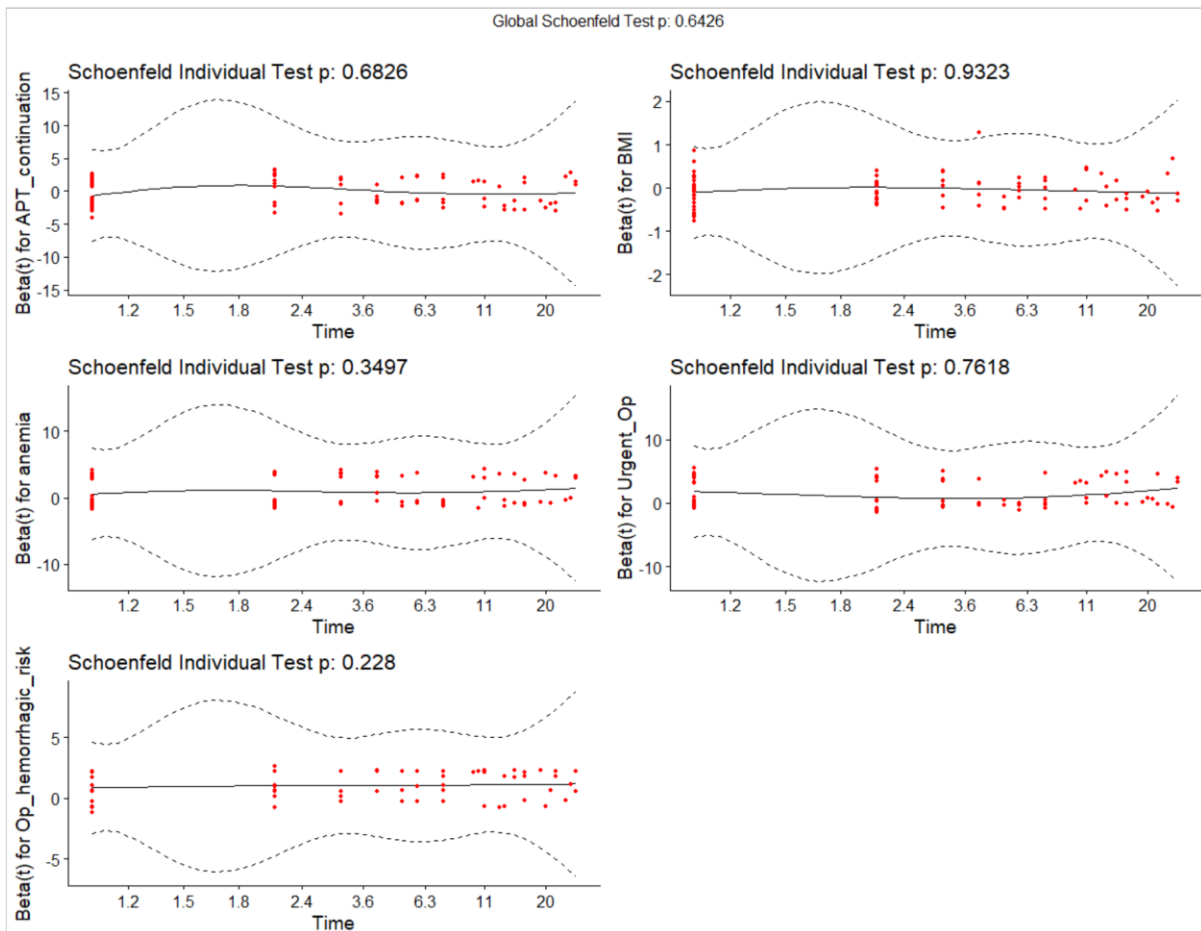 Global Schoenfeld Test p: 0.6426
Schoenfeld Individual Test p: 0.6826
Beta(t) for APT_continuation
15
10
5
0
-5
-10
-15
1.2 1.5 1.8 2.4 3.6 6.3 11 20
Time
Schoenfeld Individual Test p: 0.9323
Beta(t) for BMI
2
1
0
-1
-2
1.2 1.5 1.8 2.4 3.6 6.3 11 20
Time
Schoenfeld Individual Test p: 0.3497
Beta(t) for anemia
10
0
-10
1.2 1.5 1.8 2.4 3.6 6.3 11 20
Time
Schoenfeld Individual Test p: 0.7618
Beta(t) for Urgent_Op
10
5
0
-10
1.2 1.5 1.8 2.4 3.6 6.3 11 20
Time
Schoenfeld Individual Test p: 0.228
Beta(t) for Op_hemorrhagic_risk
5
0
-5
1.2 1.5 1.8 2.4 3.6 6.3 11 20
Time